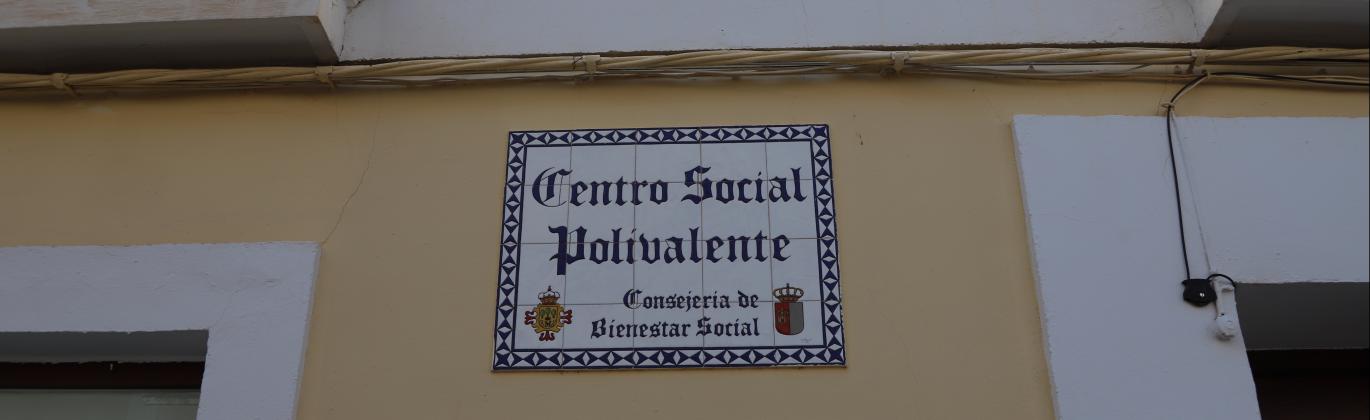 Centro Social
Polivalente
Consejeria de
Bienestar Social